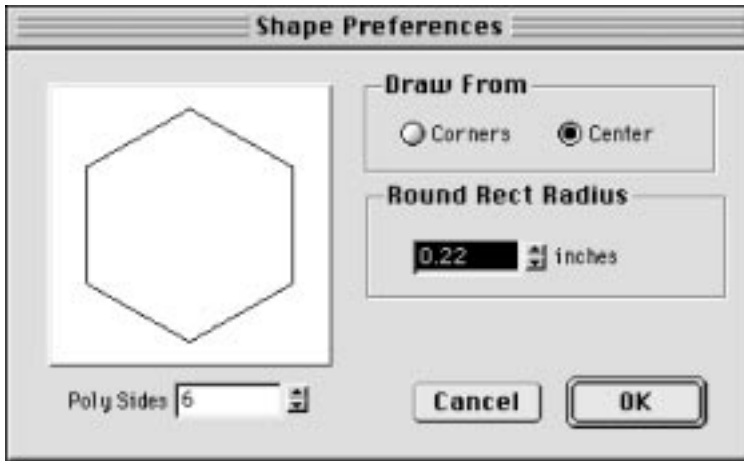 Shape Preferences
Draw From
Corners
Center
Round Rect Radius
0.22 inches
Poly Sides 6
Cancel
OK